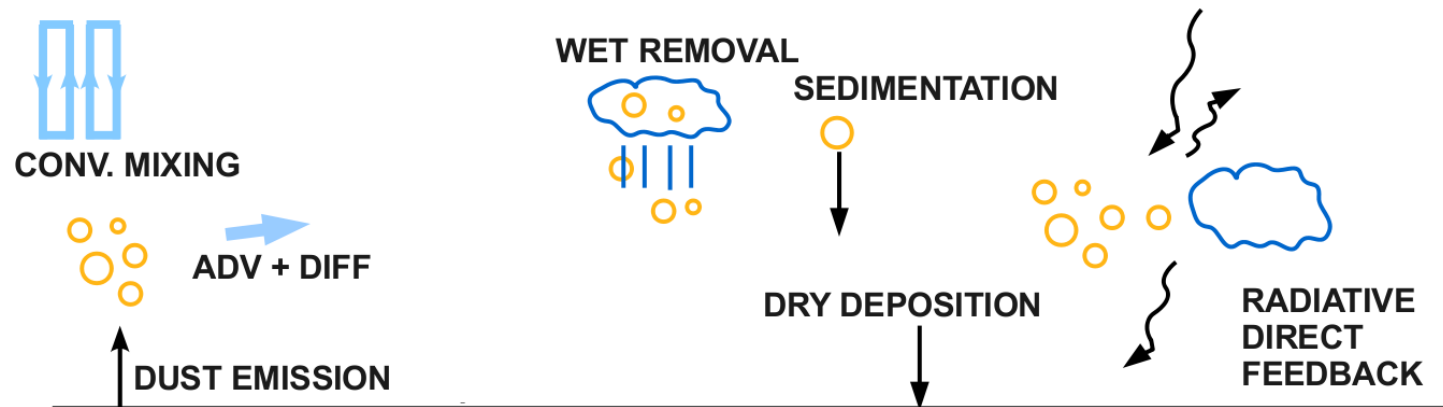 WET REMOVAL
SEDIMENTATION
CONV. MIXING
ADV + DIFF
DRY DEPOSITION
DUST EMISSION
RADIATIVE
DIRECT
FEEDBACK